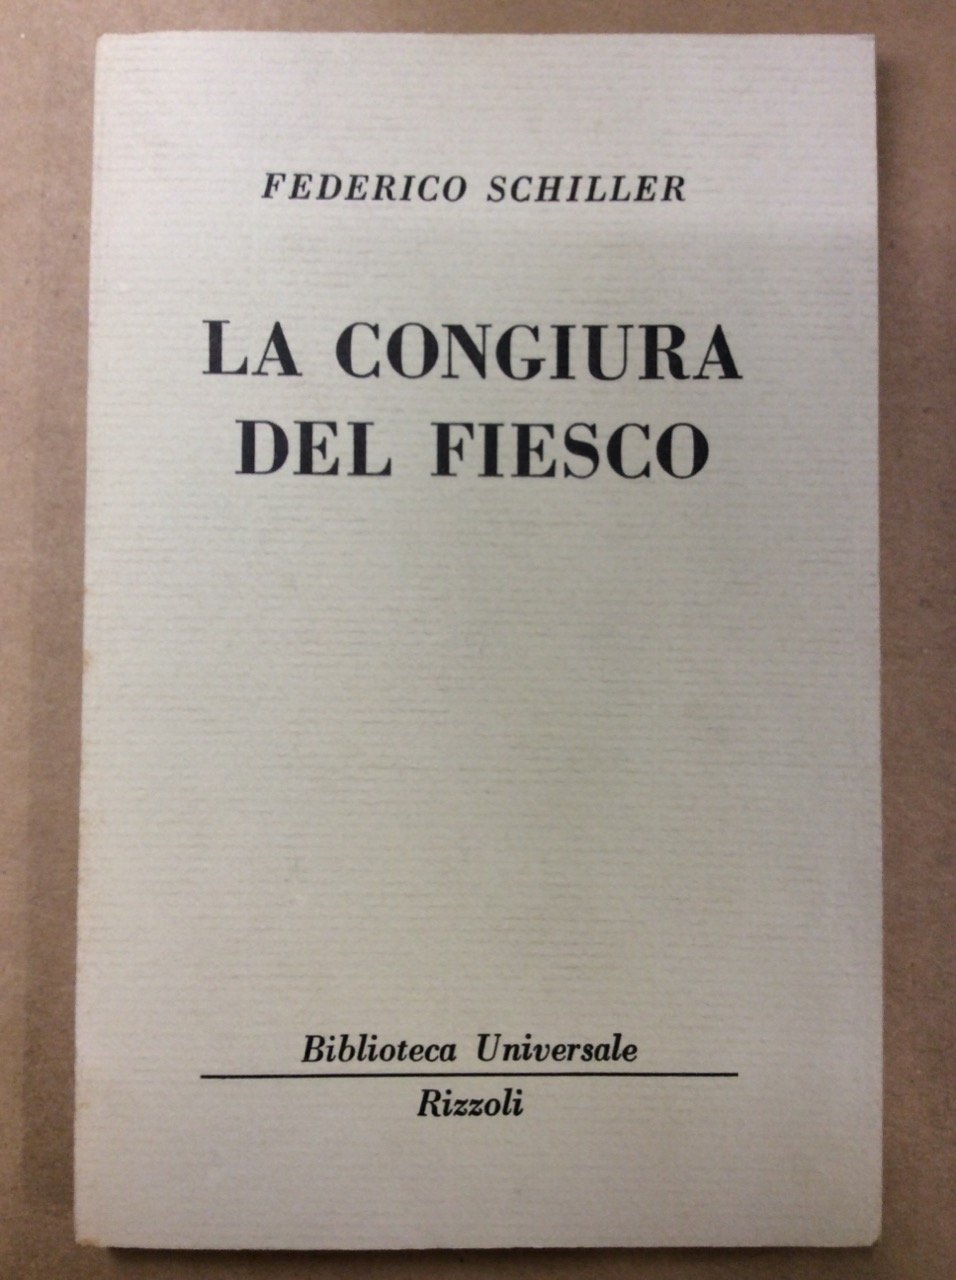 FEDERICO SCHILLER
LA CONGIURA
DEL FIESCO
Biblioteca Universale
Rizzoli